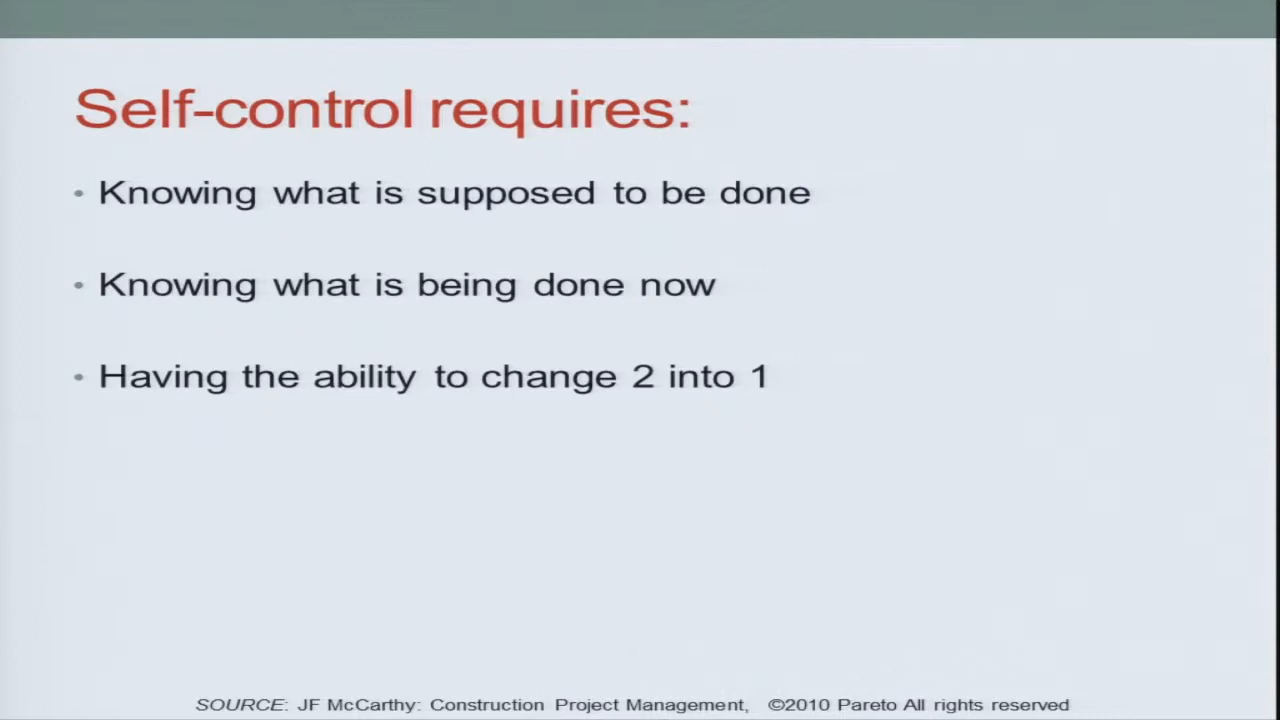 Self-control requires:
• Knowing what is supposed to be done
• Knowing what is being done now
• Having the ability to change 2 into 1
SOURCE: JF McCarthy: Construction Project Management, ©2010 Pareto All rights reserved